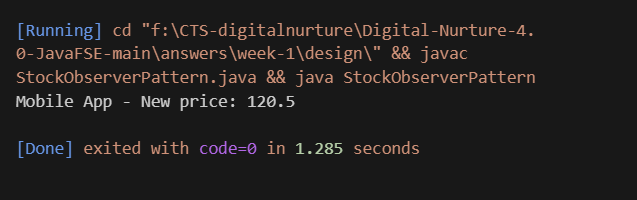 [Running] cd "f:\CTS-digitalnurture\Digital-Nurture-4.
0-JavaFSE-main\answers\week-1\design\" && javac
StockObserverPattern.java && java StockObserverPattern
Mobile App - New price: 120.5
[Done] exited with code=0 in 1.285 seconds